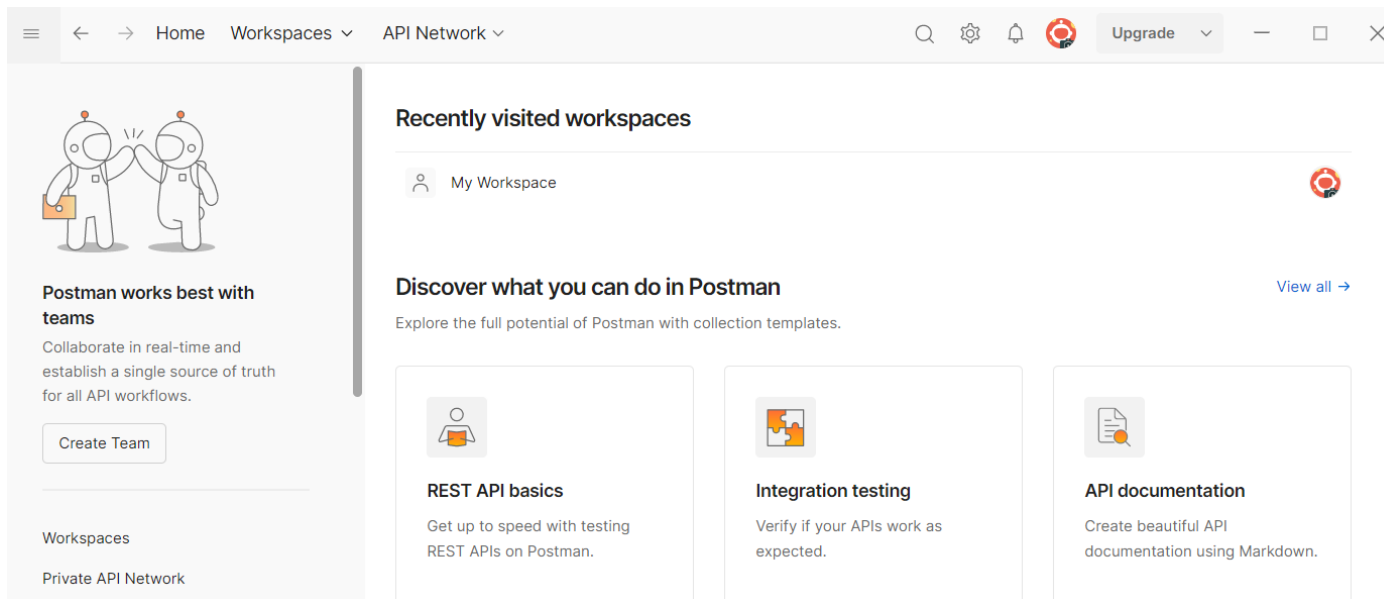 Home Workspaces API Network Upgrade
Postman works best with
teams
Collaborate in real-time and
establish a single source of truth
for all API workflows.
Create Team
Workspaces
Private API Network
Recently visited workspaces
My Workspace
Discover what you can do in Postman
View all →
Explore the full potential of Postman with collection templates.
REST API basics
Get up to speed with testing
REST APIs on Postman.
Integration testing
Verify if your APIs work as
expected.
API documentation
Create beautiful API
documentation using Markdown.